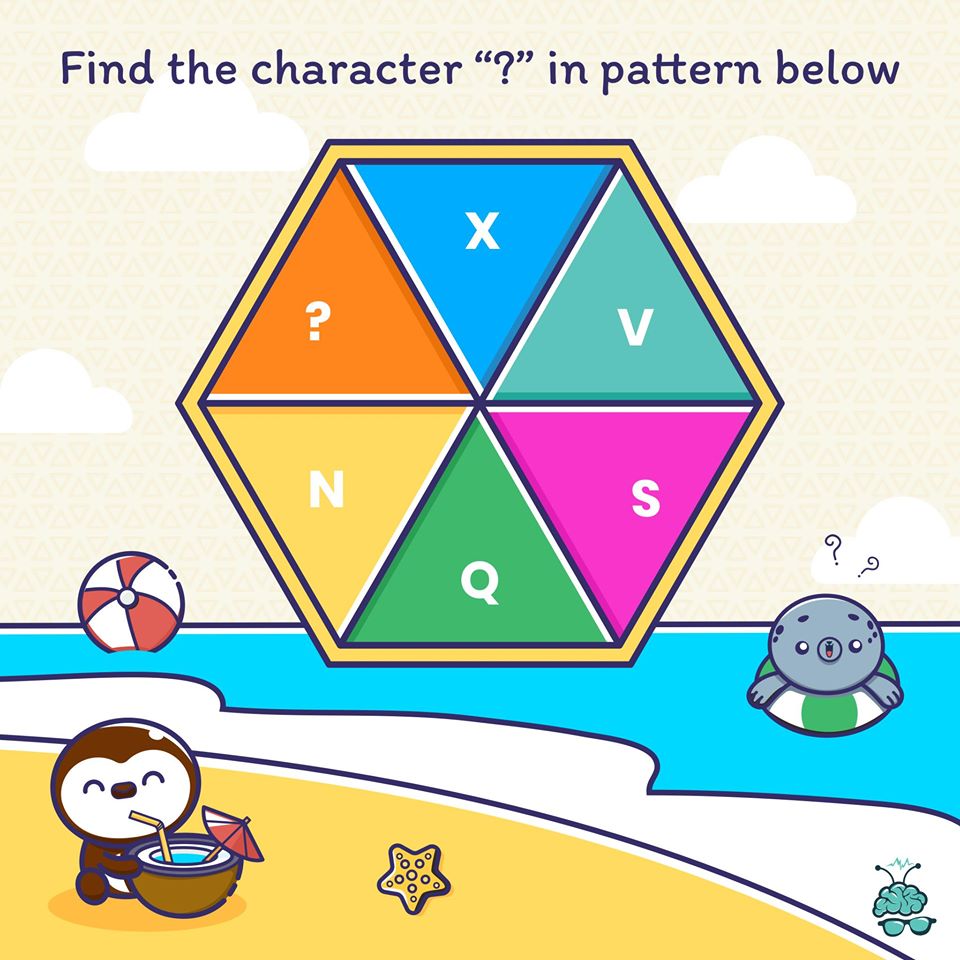 Find the character “?” in pattern below
X
? V
N S
Q
? ?